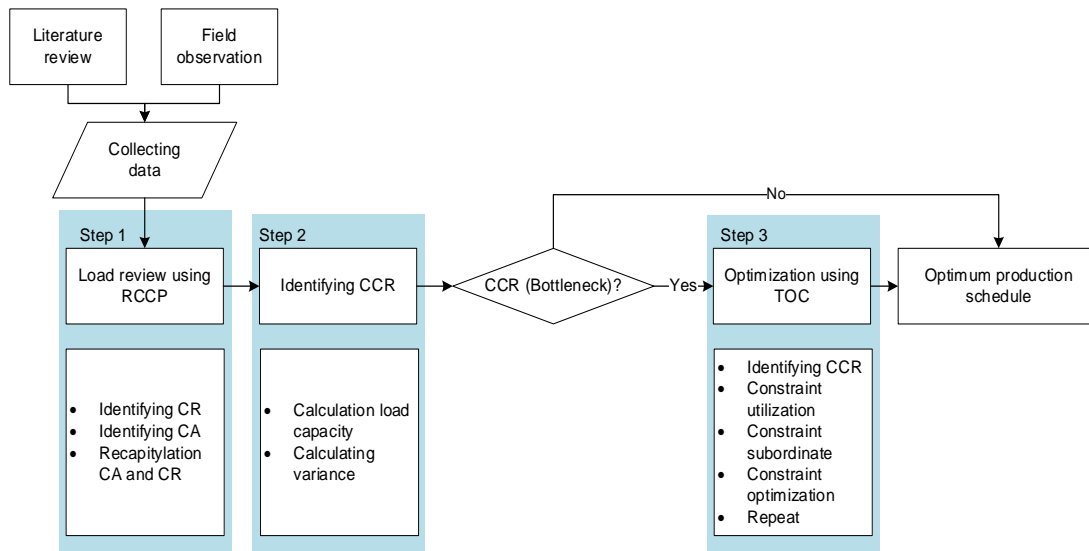 Literature
review
Field
observation
Collecting
data
No
Step 1
Step 2
Step 3
Load review using
RCCP
Identifying CCR
CCR (Bottleneck)?
Yes
Optimization using
TOC
Optimum production
schedule
• Identifying CR
• Identifying CA
• Recapitylation
CA and CR
• Calculation load
capacity
• Calculating
variance
• Identifying CCR
• Constraint
utilization
• Constraint
subordinate
• Constraint
optimization
• Repeat